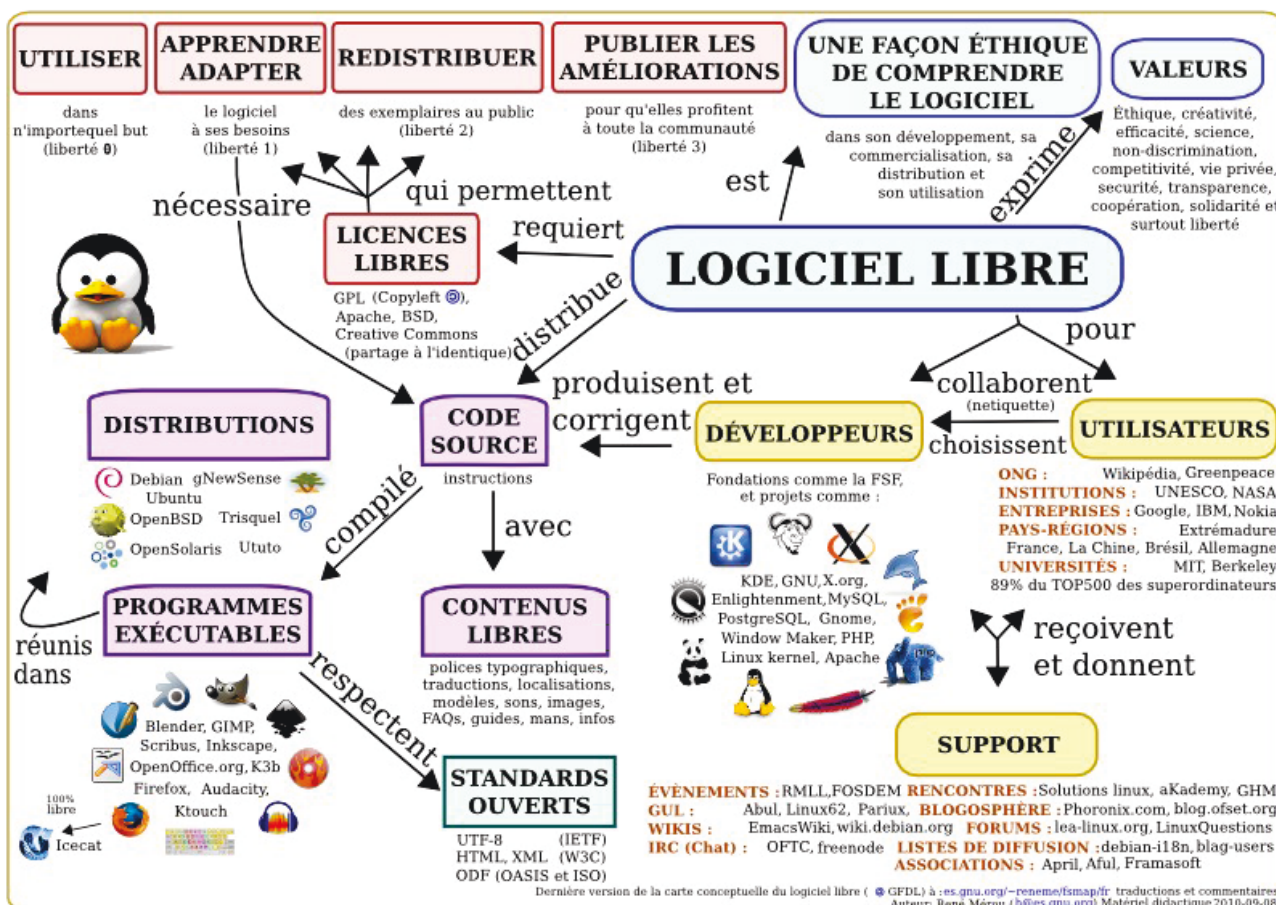 UTILISER
dans
n'importequel but
(liberté 0)
APPRENDRE
ADAPTER
le logiciel
à ses besoins
(liberté 1)
REDISTRIBUER
des exemplaires au public
(liberté 2)
PUBLIER LES
AMÉLIORATIONS
pour qu'elles profitent
à toute la communauté
(liberté 3)
UNE FAÇON ÉTHIQUE
DE COMPRENDRE
LE LOGICIEL
dans son développement, sa
commercialisation, sa
distribution et
son utilisation
VALEURS
Éthique, créativité,
efficacité, science,
non-discrimination,
competitivité, vie privée,
securité, transparence,
coopération, solidarité et
surtout liberté
nécessaire
qui permettent
est
exprime
LICENCES
LIBRES
GPL (Copyleft),
Apache, BSD,
Creative Commons
(partage à l'identique)
requiert
LOGICIEL LIBRE
distribue
pour
produisent et
corrigent
collaborent
(netiquette)
choisissent
DISTRIBUTIONS
Debian gNewSense
Ubuntu
OpenBSD Trisquel
OpenSolaris Ututo
CODE
SOURCE
instructions
DÉVELOPPEURS
Fondations comme la FSF,
et projets comme :
KDE, GNU, X.org,
Enlightenment, MySQL,
PostgreSQL, Gnome,
Window Maker, PHP,
Linux kernel, Apache
php
UTILISATEURS
ONG : Wikipédia, Greenpeace
INSTITUTIONS : UNESCO, NASA
ENTREPRISES : Google, IBM, Nokia
PAYS-RÉGIONS : Extrémadure
France, La Chine, Brésil, Allemagne
UNIVERSITÉS : MIT, Berkeley
89% du TOP500 des superordinateurs
compilé
avec
réunis
dans
PROGRAMMES
EXÉCUTABLES
Blender, GIMP,
Scribus, Inkscape,
OpenOffice.org, K3b
Firefox, Audacity,
Ktouch
100%
libre
Icecat
respectent
CONTENUS
LIBRES
polices typographiques,
traductions, localisations,
modèles, sons, images,
FAQs, guides, mans, infos
reçoivent
et donnent
STANDARDS
OUVERTS
UTF-8 (IETF)
HTML, XML (W3C)
ODF (OASIS et ISO)
SUPPORT
ÉVÈNEMENTS : RMLL, FOSDEM RENCONTRES : Solutions linux, aKademy, GHM
GUL : Abul, Linux62, Pariux, BLOGOSPHÈRE : Phoronix.com, blog.ofset.org
WIKIS : EmacsWiki, wiki.debian.org FORUMS : lea-linux.org, LinuxQuestions
IRC (Chat) : OFTC, freenode LISTES DE DIFFUSION : debian-i18n, blag-users
ASSOCIATIONS : April, Aful, Framasoft
Dernière version de la carte conceptuelle du logiciel libre ( GFDL) à : es.gnu.org/~reneme/fsmap/fr traductions et commentaires
Auteur: René Mérou (h@es.gnu.org) Matériel didactique 2010-09-08